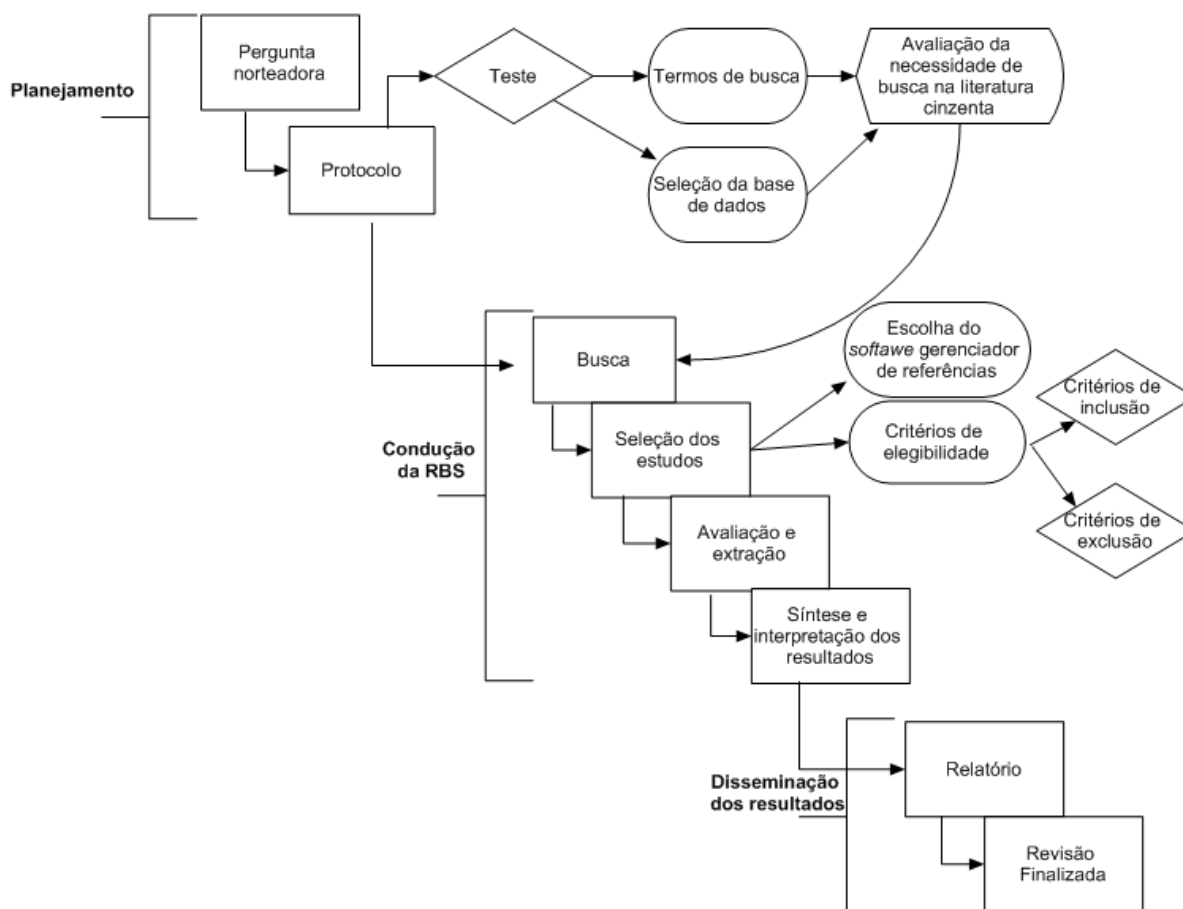 Planejamento
Pergunta
norteadora
Protocolo
Teste
Termos de busca
Seleção da base
de dados
Avaliação da
necessidade de
busca na literatura
cinzenta
Condução
da RBS
Busca
Seleção dos
estudos
Avaliação e
extração
Síntese e
interpretação dos
resultados
Escolha do
softawe gerenciador
de referências
Critérios de
elegibilidade
Critérios de
inclusão
Critérios de
exclusão
Disseminação
dos resultados
Relatório
Revisão
Finalizada